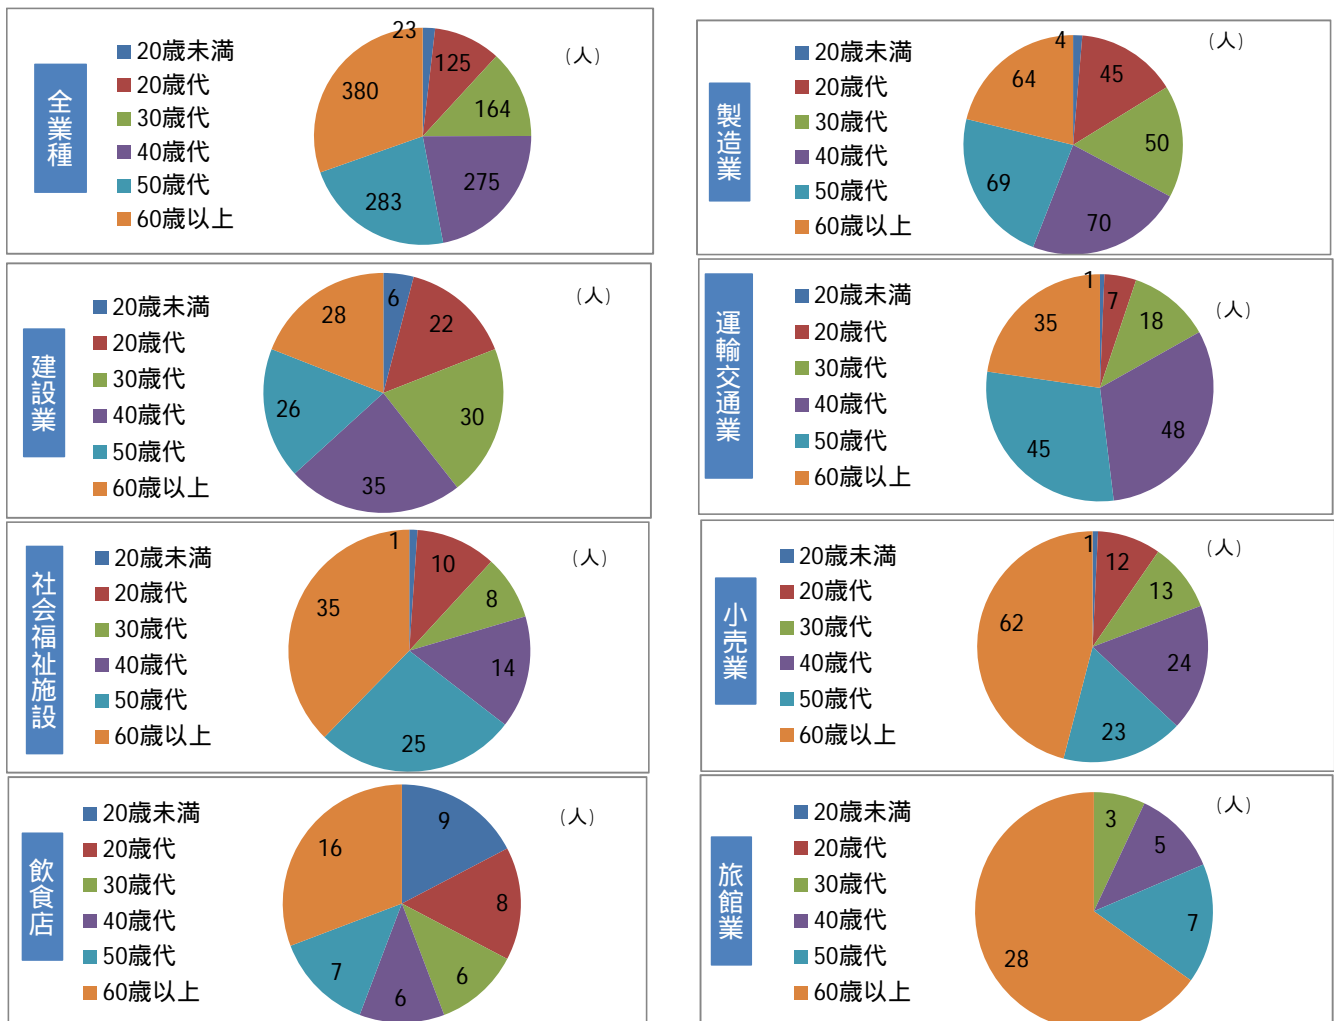 全業種
20歳未満
20歳代
30歳代
40歳代
50歳代
60歳以上
(人)
23
125
164
275
283
380
製造業
20歳未満
20歳代
30歳代
40歳代
50歳代
60歳以上
(人)
4
45
50
70
69
64
建設業
20歳未満
20歳代
30歳代
40歳代
50歳代
60歳以上
(人)
6
22
30
35
26
28
運輸交通業
20歳未満
20歳代
30歳代
40歳代
50歳代
60歳以上
(人)
1
7
18
48
45
35
社会福祉施設
20歳未満
20歳代
30歳代
40歳代
50歳代
60歳以上
(人)
1
10
8
14
25
35
小売業
20歳未満
20歳代
30歳代
40歳代
50歳代
60歳以上
(人)
1
12
13
24
23
62
飲食店
20歳未満
20歳代
30歳代
40歳代
50歳代
60歳以上
(人)
9
8
6
6
7
16
旅館業
20歳未満
20歳代
30歳代
40歳代
50歳代
60歳以上
(人)
3
5
7
28